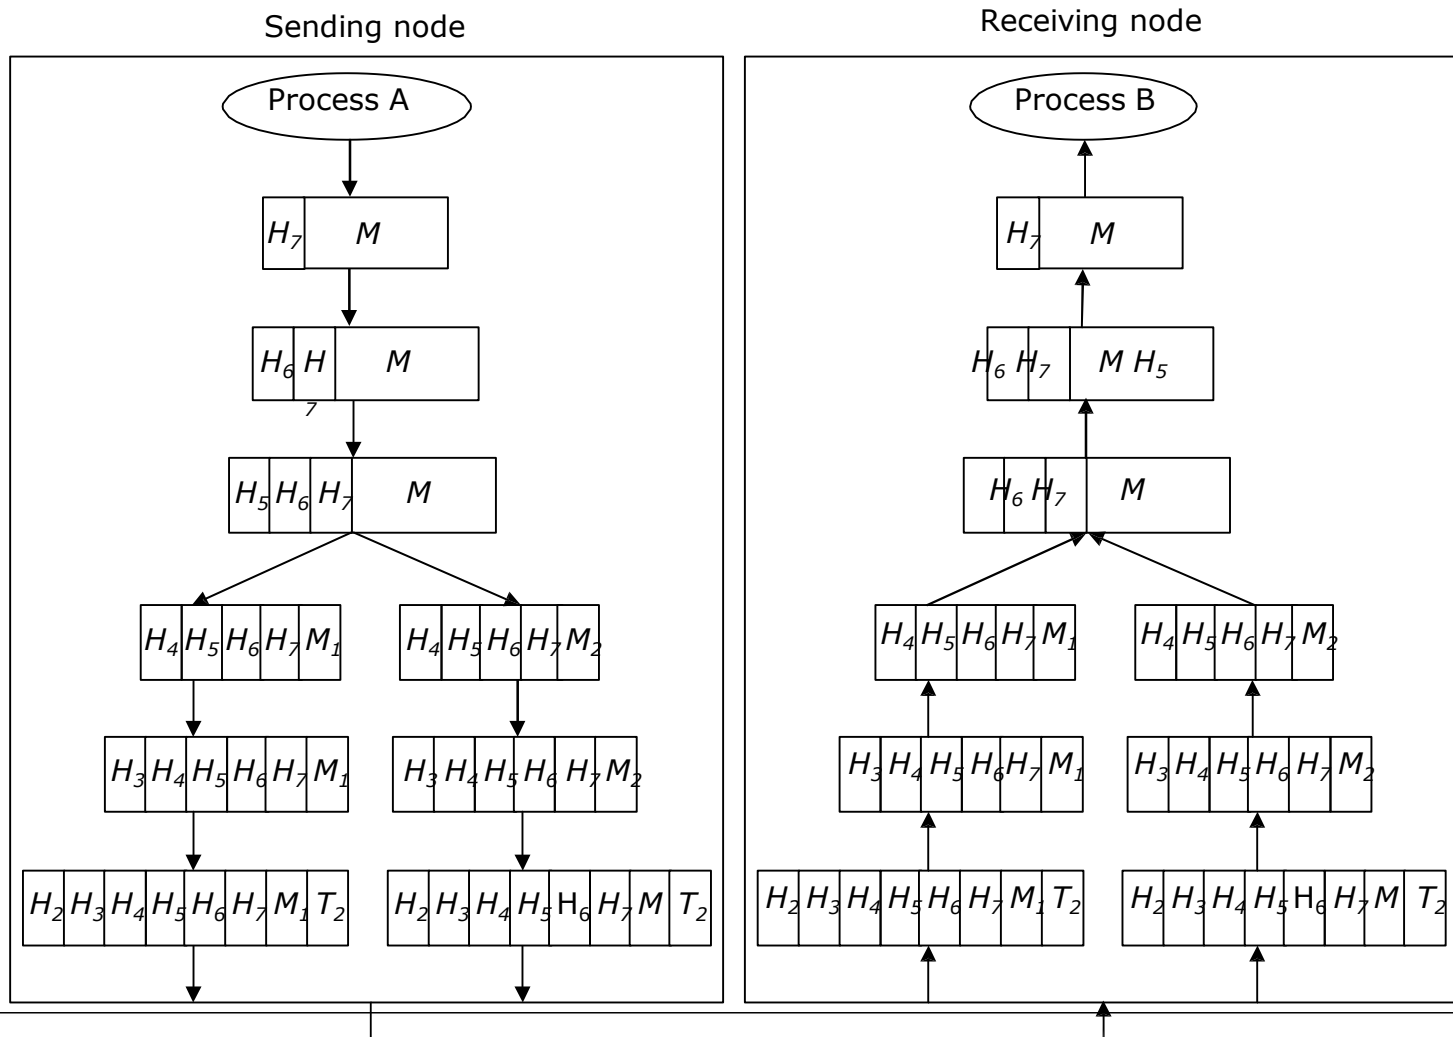 Sending node
Process A
H7 M
H6 H7 M
H5 H6 H7 M
H4 H5 H6 H7 M1
H4 H5 H6 H7 M2
H3 H4 H5 H6 H7 M1
H3 H4 H5 H6 H7 M2
H2 H3 H4 H5 H6 H7 M1 T2
H2 H3 H4 H5 H6 H7 M T2
Receiving node
Process B
H7 M
H6 H7 M H5
H6 H7 M
H4 H5 H6 H7 M1
H4 H5 H6 H7 M2
H3 H4 H5 H6 H7 M1
H3 H4 H5 H6 H7 M2
H2 H3 H4 H5 H6 H7 M1 T2
H2 H3 H4 H5 H6 H7 M T2